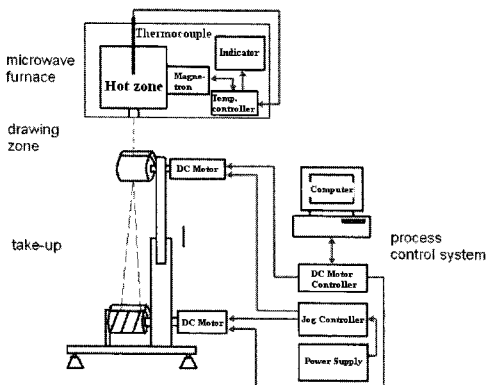 Thermocouple
Indicator
microwave
furnace
Hot zone
Magne-
tron
Temp.
controller
drawing
zone
DC Motor
Computer
take-up
process
control system
DC Motor
Controller
DC Motor
Jog Controller
Power Supply